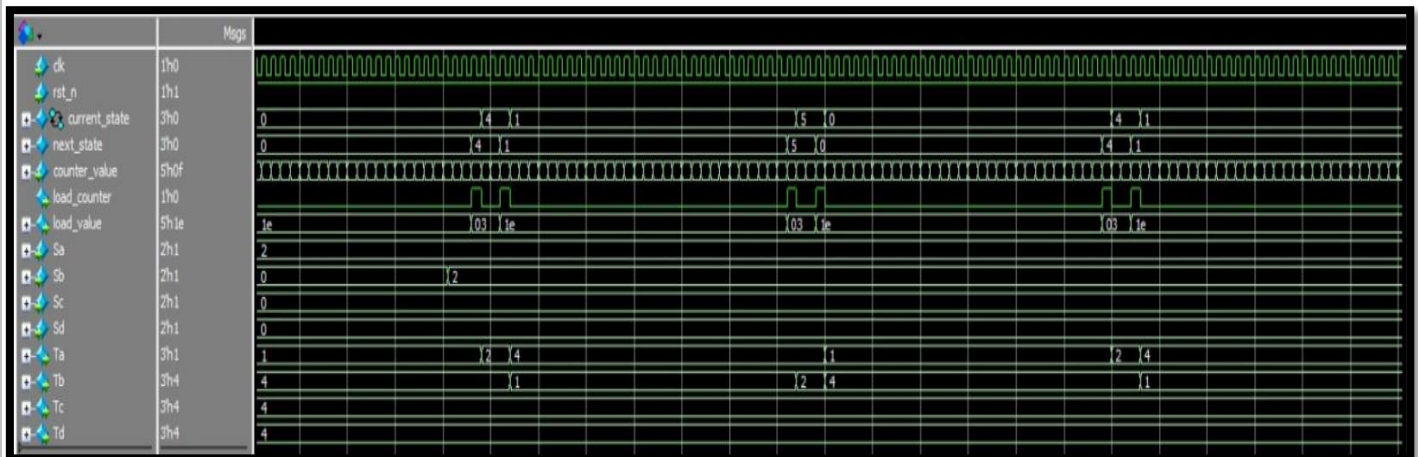 Msgs
clk 1'h0
rst_n 1'h1
current_state 3'h0 0 4 1 5 0 4 1
next_state 3'h0 0 4 1 5 0 4 1
counter_value 5'h0f
load_counter 1'h0
load_value 5'h1e 1e 03 1e 03 1e 03 1e
Sa 2'h1 2
Sb 2'h1 0 2
Sc 2'h1 0
Sd 2'h1 0
Ta 3'h1 1 2 4 1 2 4
Tb 3'h4 4 1 2 4 1
Tc 3'h4 4
Td 3'h4 4